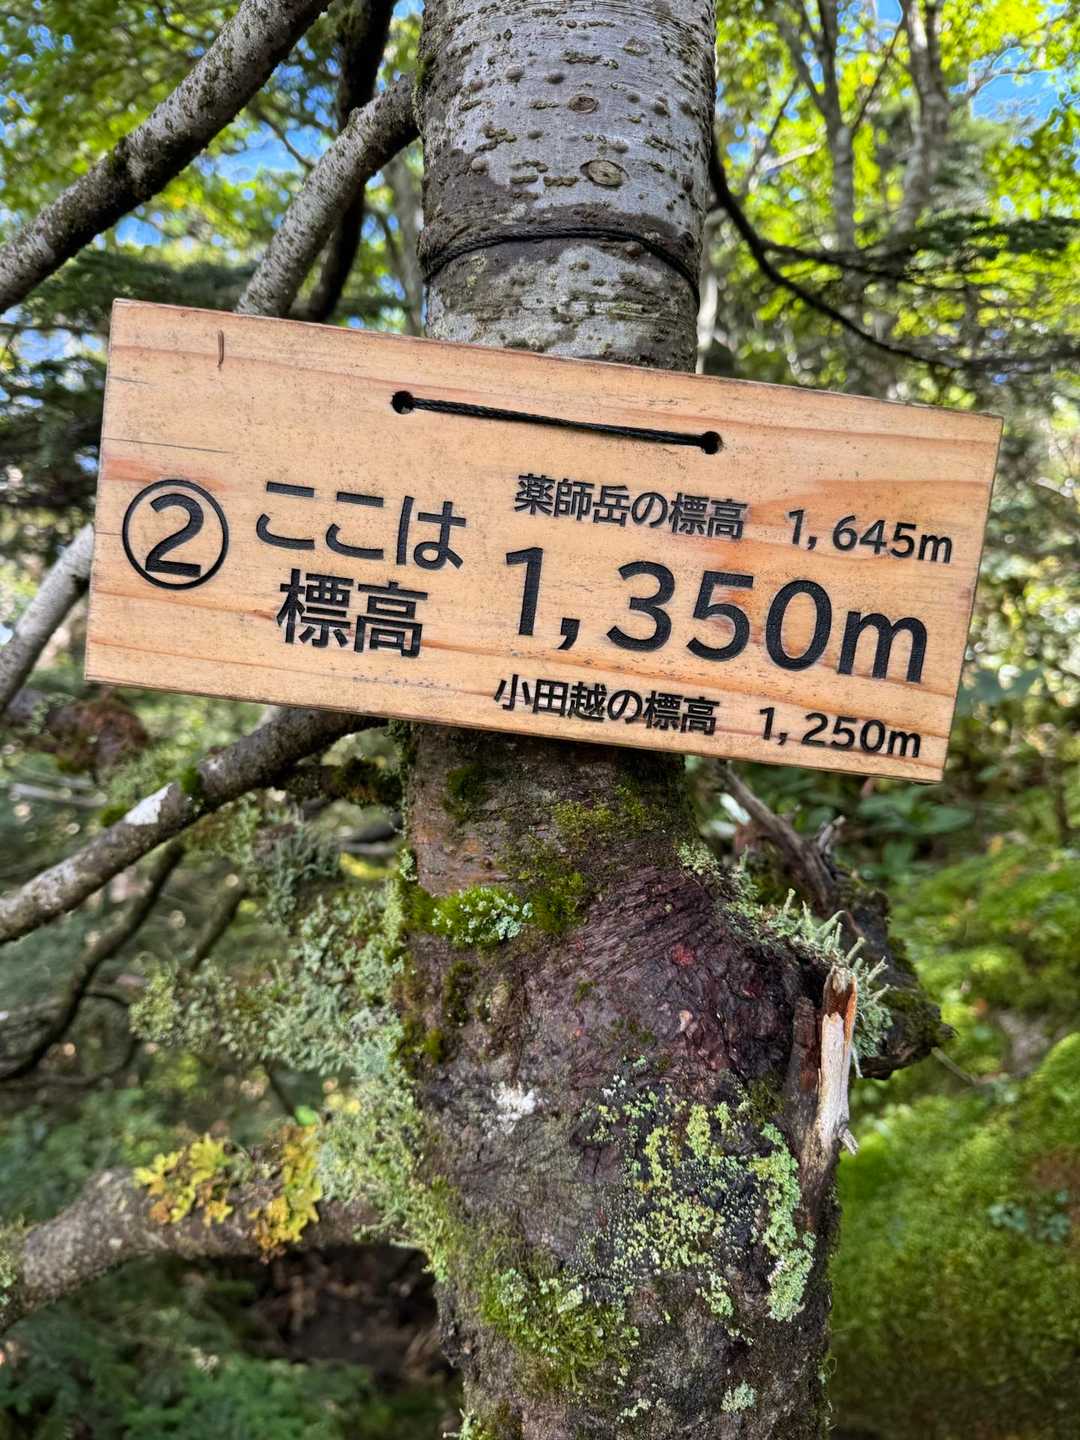 ② ここは
標高
薬師岳の標高 1,645m
1,350m
小田越の標高 1,250m